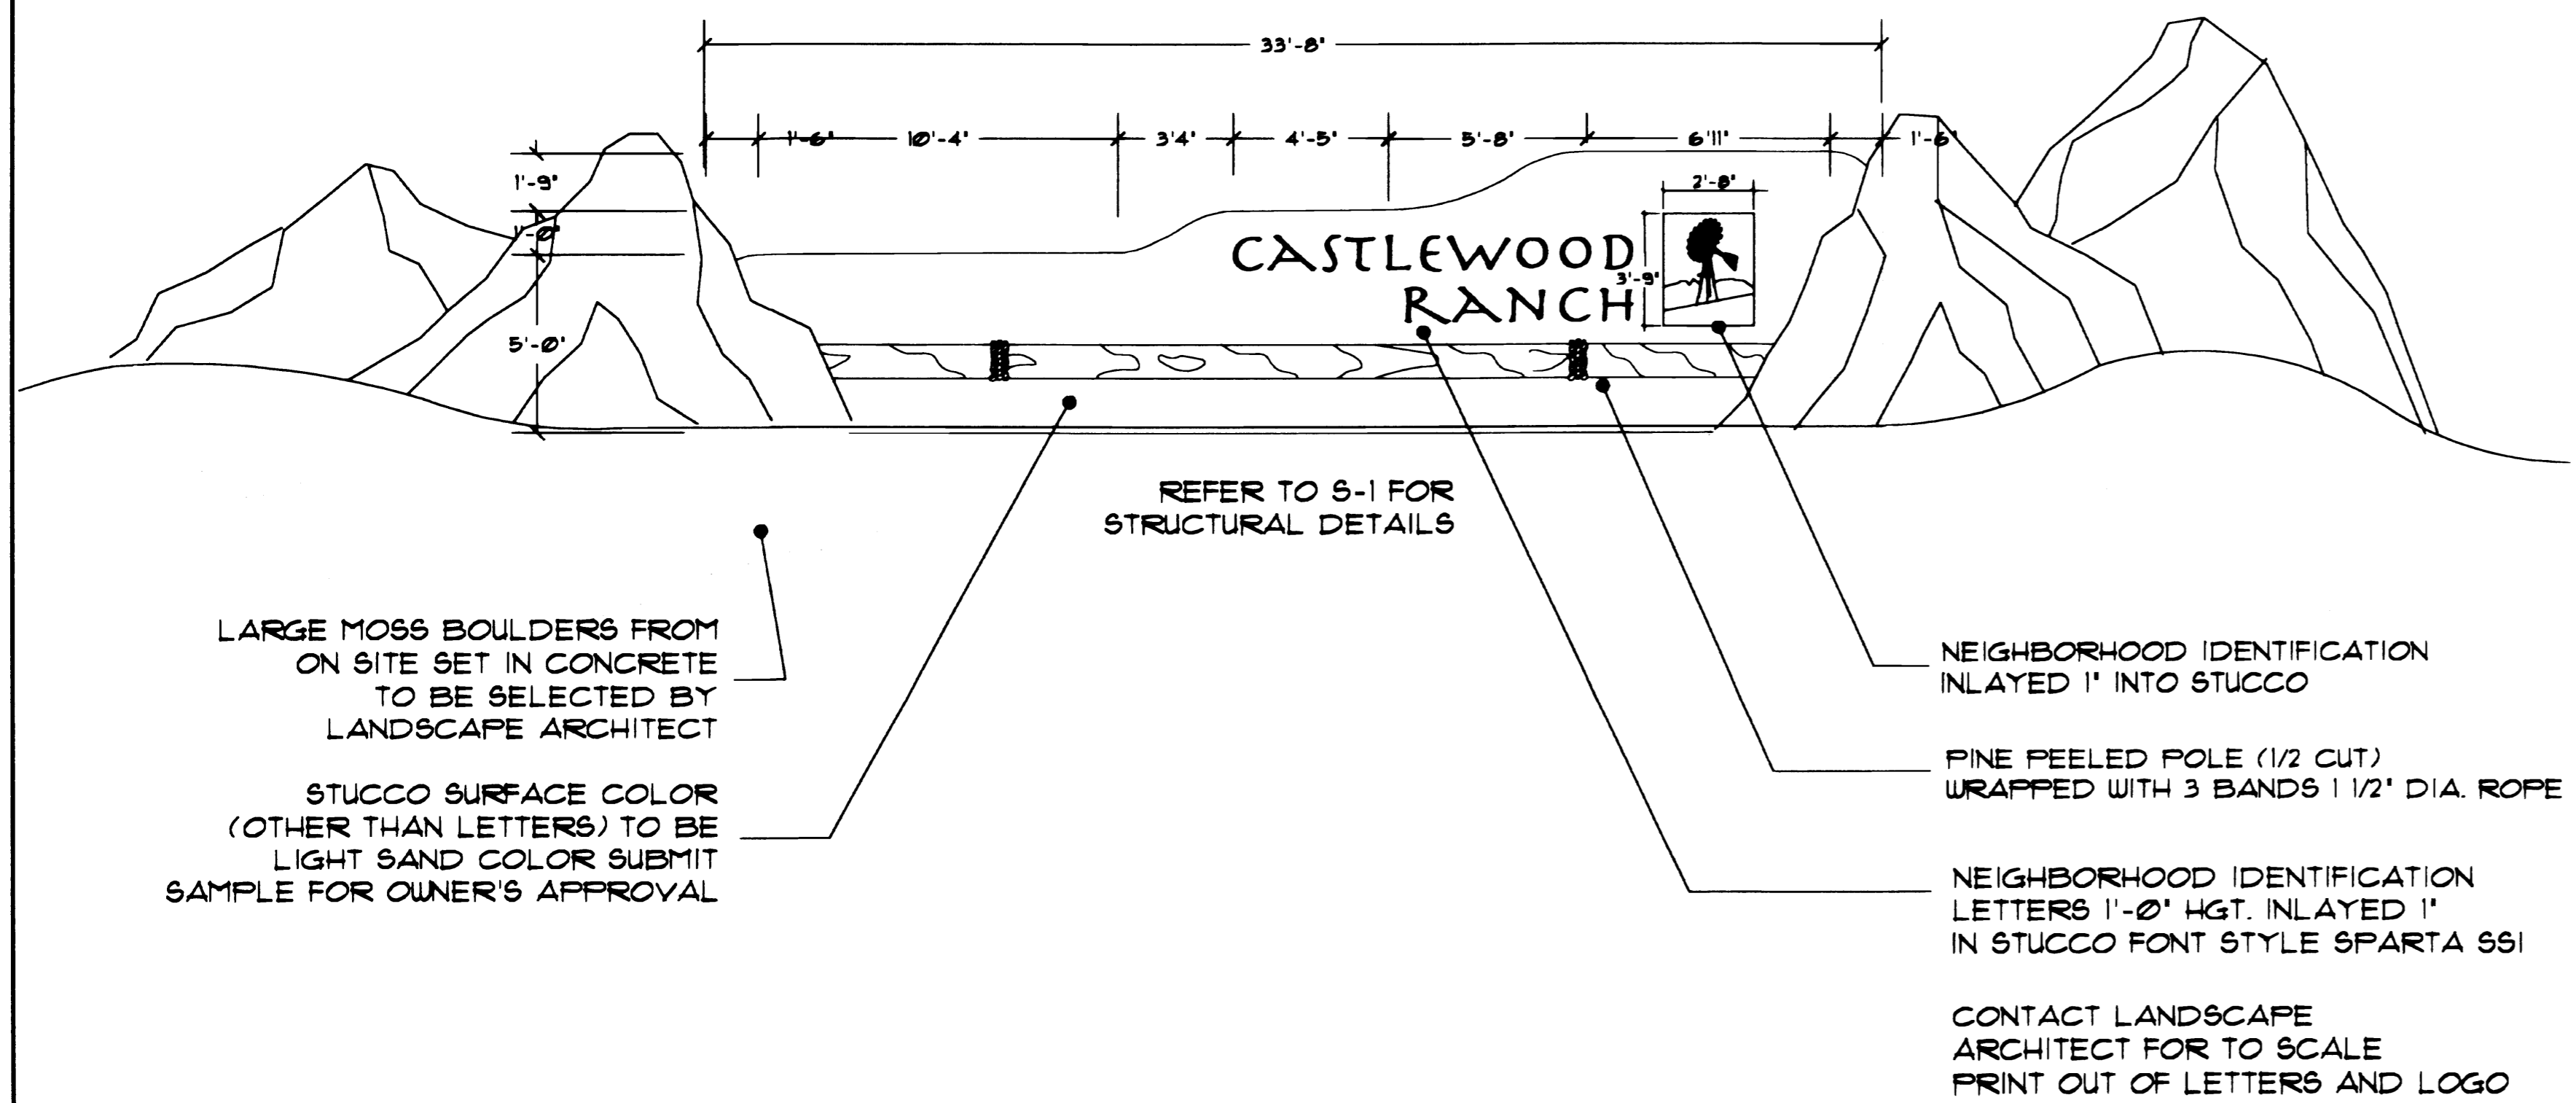 33'-8"
1'-6"
10'-4"
3'4"
4'-5"
5'-8"
6'11"
1'-6"
1'-9"
1'-0"
5'-0"
2'-8"
3'-9"
CASTLEWOOD
RANCH
REFER TO S-1 FOR
STRUCTURAL DETAILS
LARGE MOSS BOULDERS FROM
ON SITE SET IN CONCRETE
TO BE SELECTED BY
LANDSCAPE ARCHITECT
STUCCO SURFACE COLOR
(OTHER THAN LETTERS) TO BE
LIGHT SAND COLOR SUBMIT
SAMPLE FOR OWNER'S APPROVAL
NEIGHBORHOOD IDENTIFICATION
INLAYED 1" INTO STUCCO
PINE PEELED POLE (1/2 CUT)
WRAPPED WITH 3 BANDS 1 1/2" DIA. ROPE
NEIGHBORHOOD IDENTIFICATION
LETTERS 1'-0" HGT. INLAYED 1"
IN STUCCO FONT STYLE SPARTA SSI
CONTACT LANDSCAPE
ARCHITECT FOR TO SCALE
PRINT OUT OF LETTERS AND LOGO